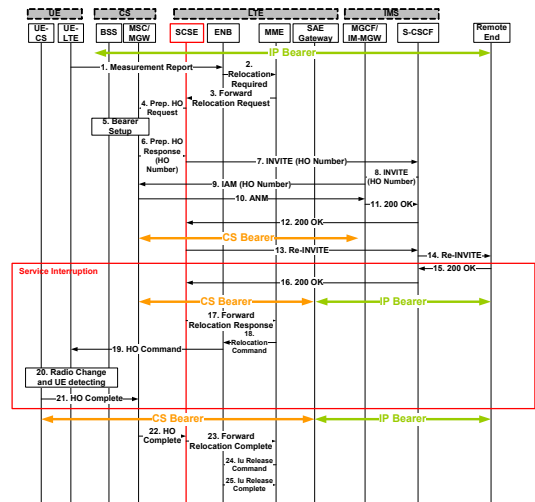 UE
CS
LTE
IMS
UE-
CS
UE-
LTE
BSS
MSC/
MGW
SCSE
ENB
MME
SAE
Gateway
MGCF/
IM-MGW
S-CSCF
Remote
End
IP Bearer
1. Measurement Report
2.
Relocation
Required
3. Forward
Relocation Request
4. Prep. HO
Request
5. Bearer
Setup
6. Prep. HO
Response
(HO
Number)
7. INVITE (HO Number)
8. INVITE
(HO Number)
9. IAM (HO Number)
10. ANM
11. 200 OK
12. 200 OK
CS Bearer
13. Re-INVITE
14. Re-INVITE
Service Interruption
15. 200 OK
16. 200 OK
CS Bearer
IP Bearer
17. Forward
Relocation Response
18.
Relocation
Command
19. HO Command
20. Radio Change
and UE detecting
21. HO Complete
CS Bearer
IP Bearer
22. HO
Complete
23. Forward
Relocation Complete
24. Iu Release
Command
25. Iu Release
Complete